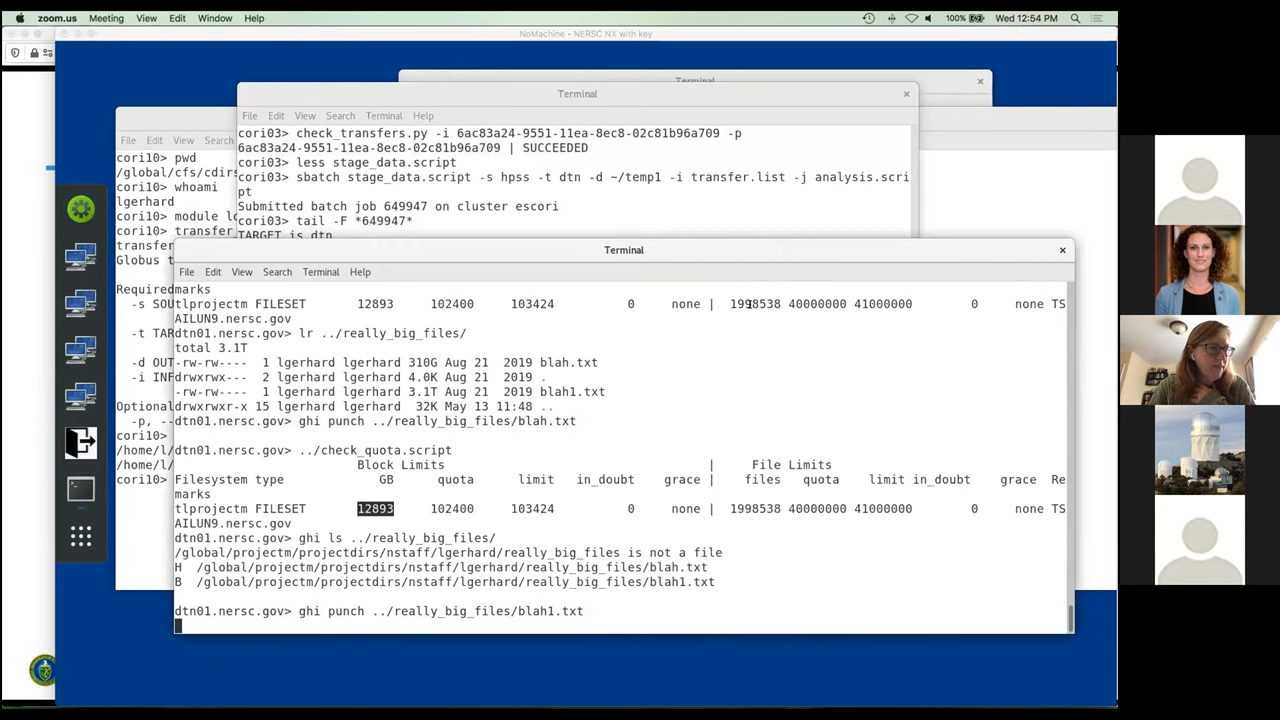 zoom.us Meeting View Edit Window Help 100% Wed 12:54 PM
NoMachine - NERSC NX with key
Terminal
Terminal
File Edit View Search Terminal Help
cori03> check_transfers.py -i 6ac83a24-9551-11ea-8ec8-02c81b96a709 -p
6ac83a24-9551-11ea-8ec8-02c81b96a709 | SUCCEEDED
cori03> less stage_data.script
cori03> sbatch stage_data.script -s hpss -t dtn -d ~/temp1 -i transfer.list -j analysis.scri
pt
Submitted batch job 649947 on cluster escori
cori03> tail -F *649947*
TARGET is dtn
File Edit View Search
cori10> pwd
/global/cfs/cdirs
cori10> whoami
lgerhard
cori10> module lo
cori10> transfer
transfe
Globus t
Required
-s SOU
-t TAR
-d OUT
-i INF
Optional
-p, --
cori10>
/home/l/
/home/l/
cori10>
Terminal
File Edit View Search Terminal Help
marks
tlprojectm FILESET 12893 102400 103424 0 none | 1998538 40000000 41000000 0 none TS
AILUN9.nersc.gov
dtn01.nersc.gov> lr ../really_big_files/
total 3.1T
-rw-rw---- 1 lgerhard lgerhard 310G Aug 21 2019 blah.txt
drwxrwx--- 2 lgerhard lgerhard 4.0K Aug 21 2019 .
-rw-rw---- 1 lgerhard lgerhard 3.1T Aug 21 2019 blah1.txt
drwxrwxr-x 15 lgerhard lgerhard 32K May 13 11:48 ..
dtn01.nersc.gov> ghi punch ../really_big_files/blah.txt
dtn01.nersc.gov> ../check_quota.script
Block Limits | File Limits
Filesystem type GB quota limit in_doubt grace | files quota limit in_doubt grace Re
marks
tlprojectm FILESET 12893 102400 103424 0 none | 1998538 40000000 41000000 0 none TS
AILUN9.nersc.gov
dtn01.nersc.gov> ghi ls ../really_big_files/
/global/projectm/projectdirs/nstaff/lgerhard/really_big_files is not a file
H /global/projectm/projectdirs/nstaff/lgerhard/really_big_files/blah.txt
B /global/projectm/projectdirs/nstaff/lgerhard/really_big_files/blah1.txt
dtn01.nersc.gov> ghi punch ../really_big_files/blah1.txt